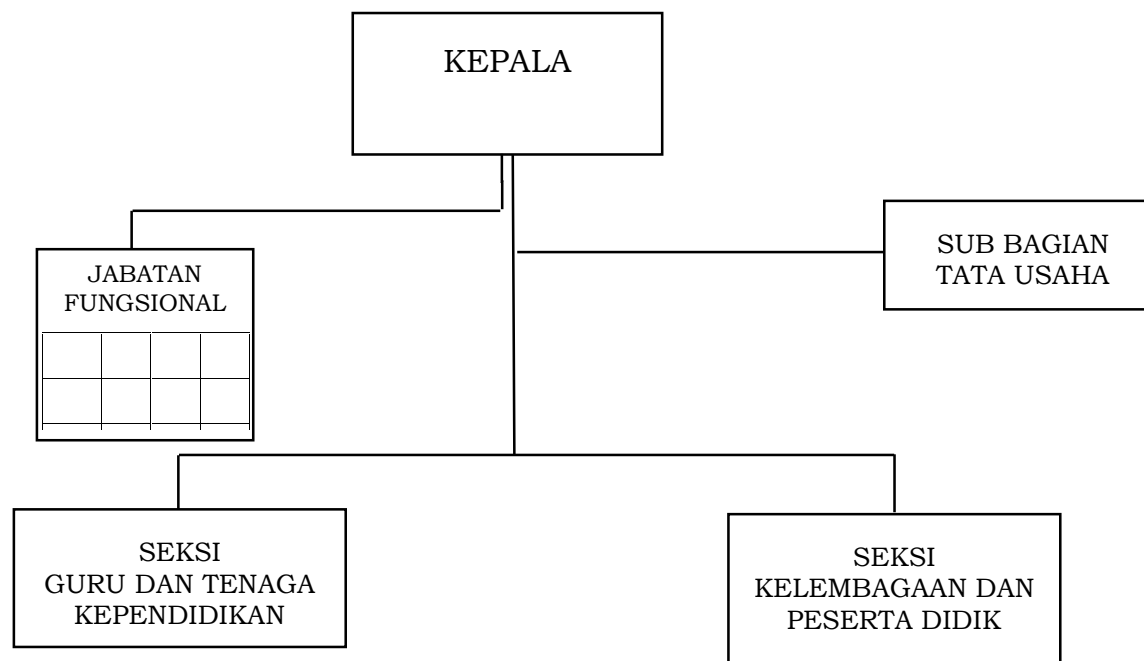 KEPALA
SUB BAGIAN
TATA USAHA
JABATAN
FUNGSIONAL
SEKSI
GURU DAN TENAGA
KEPENDIDIKAN
SEKSI
KELEMBAGAAN DAN
PESERTA DIDIK